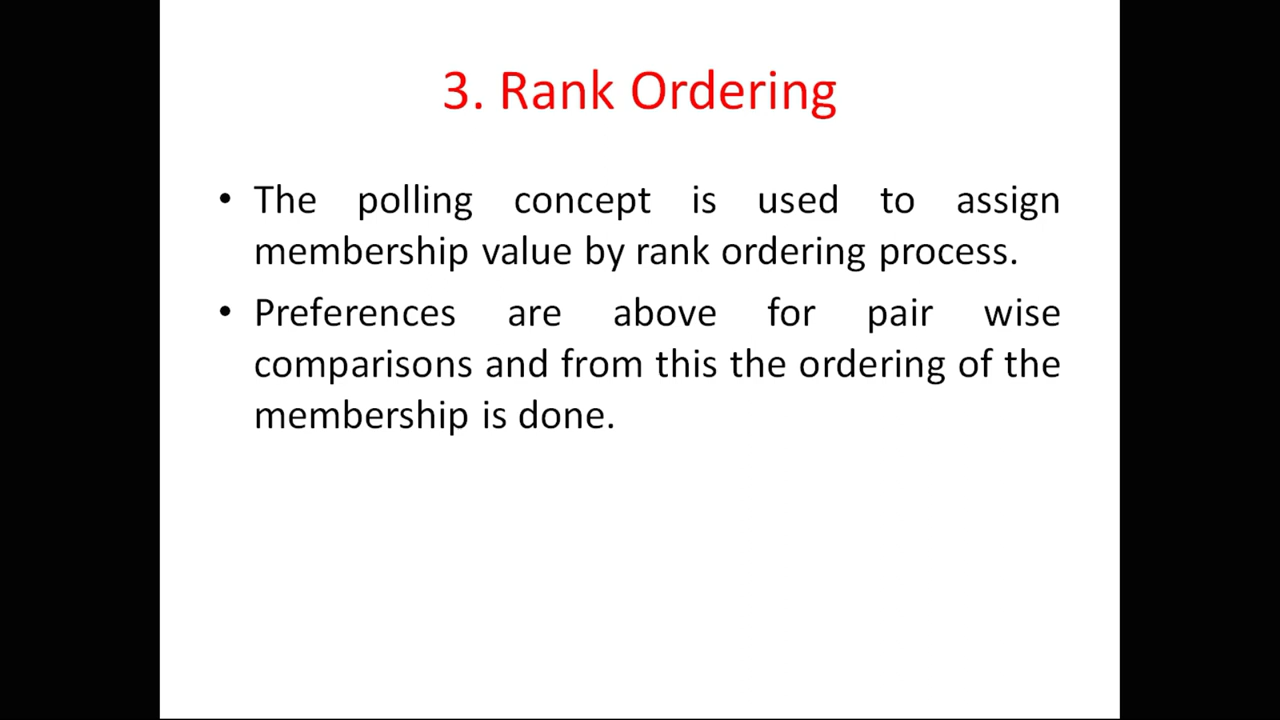 3. Rank Ordering
• The polling concept is used to assign
membership value by rank ordering process.
• Preferences are above for pair wise
comparisons and from this the ordering of the
membership is done.